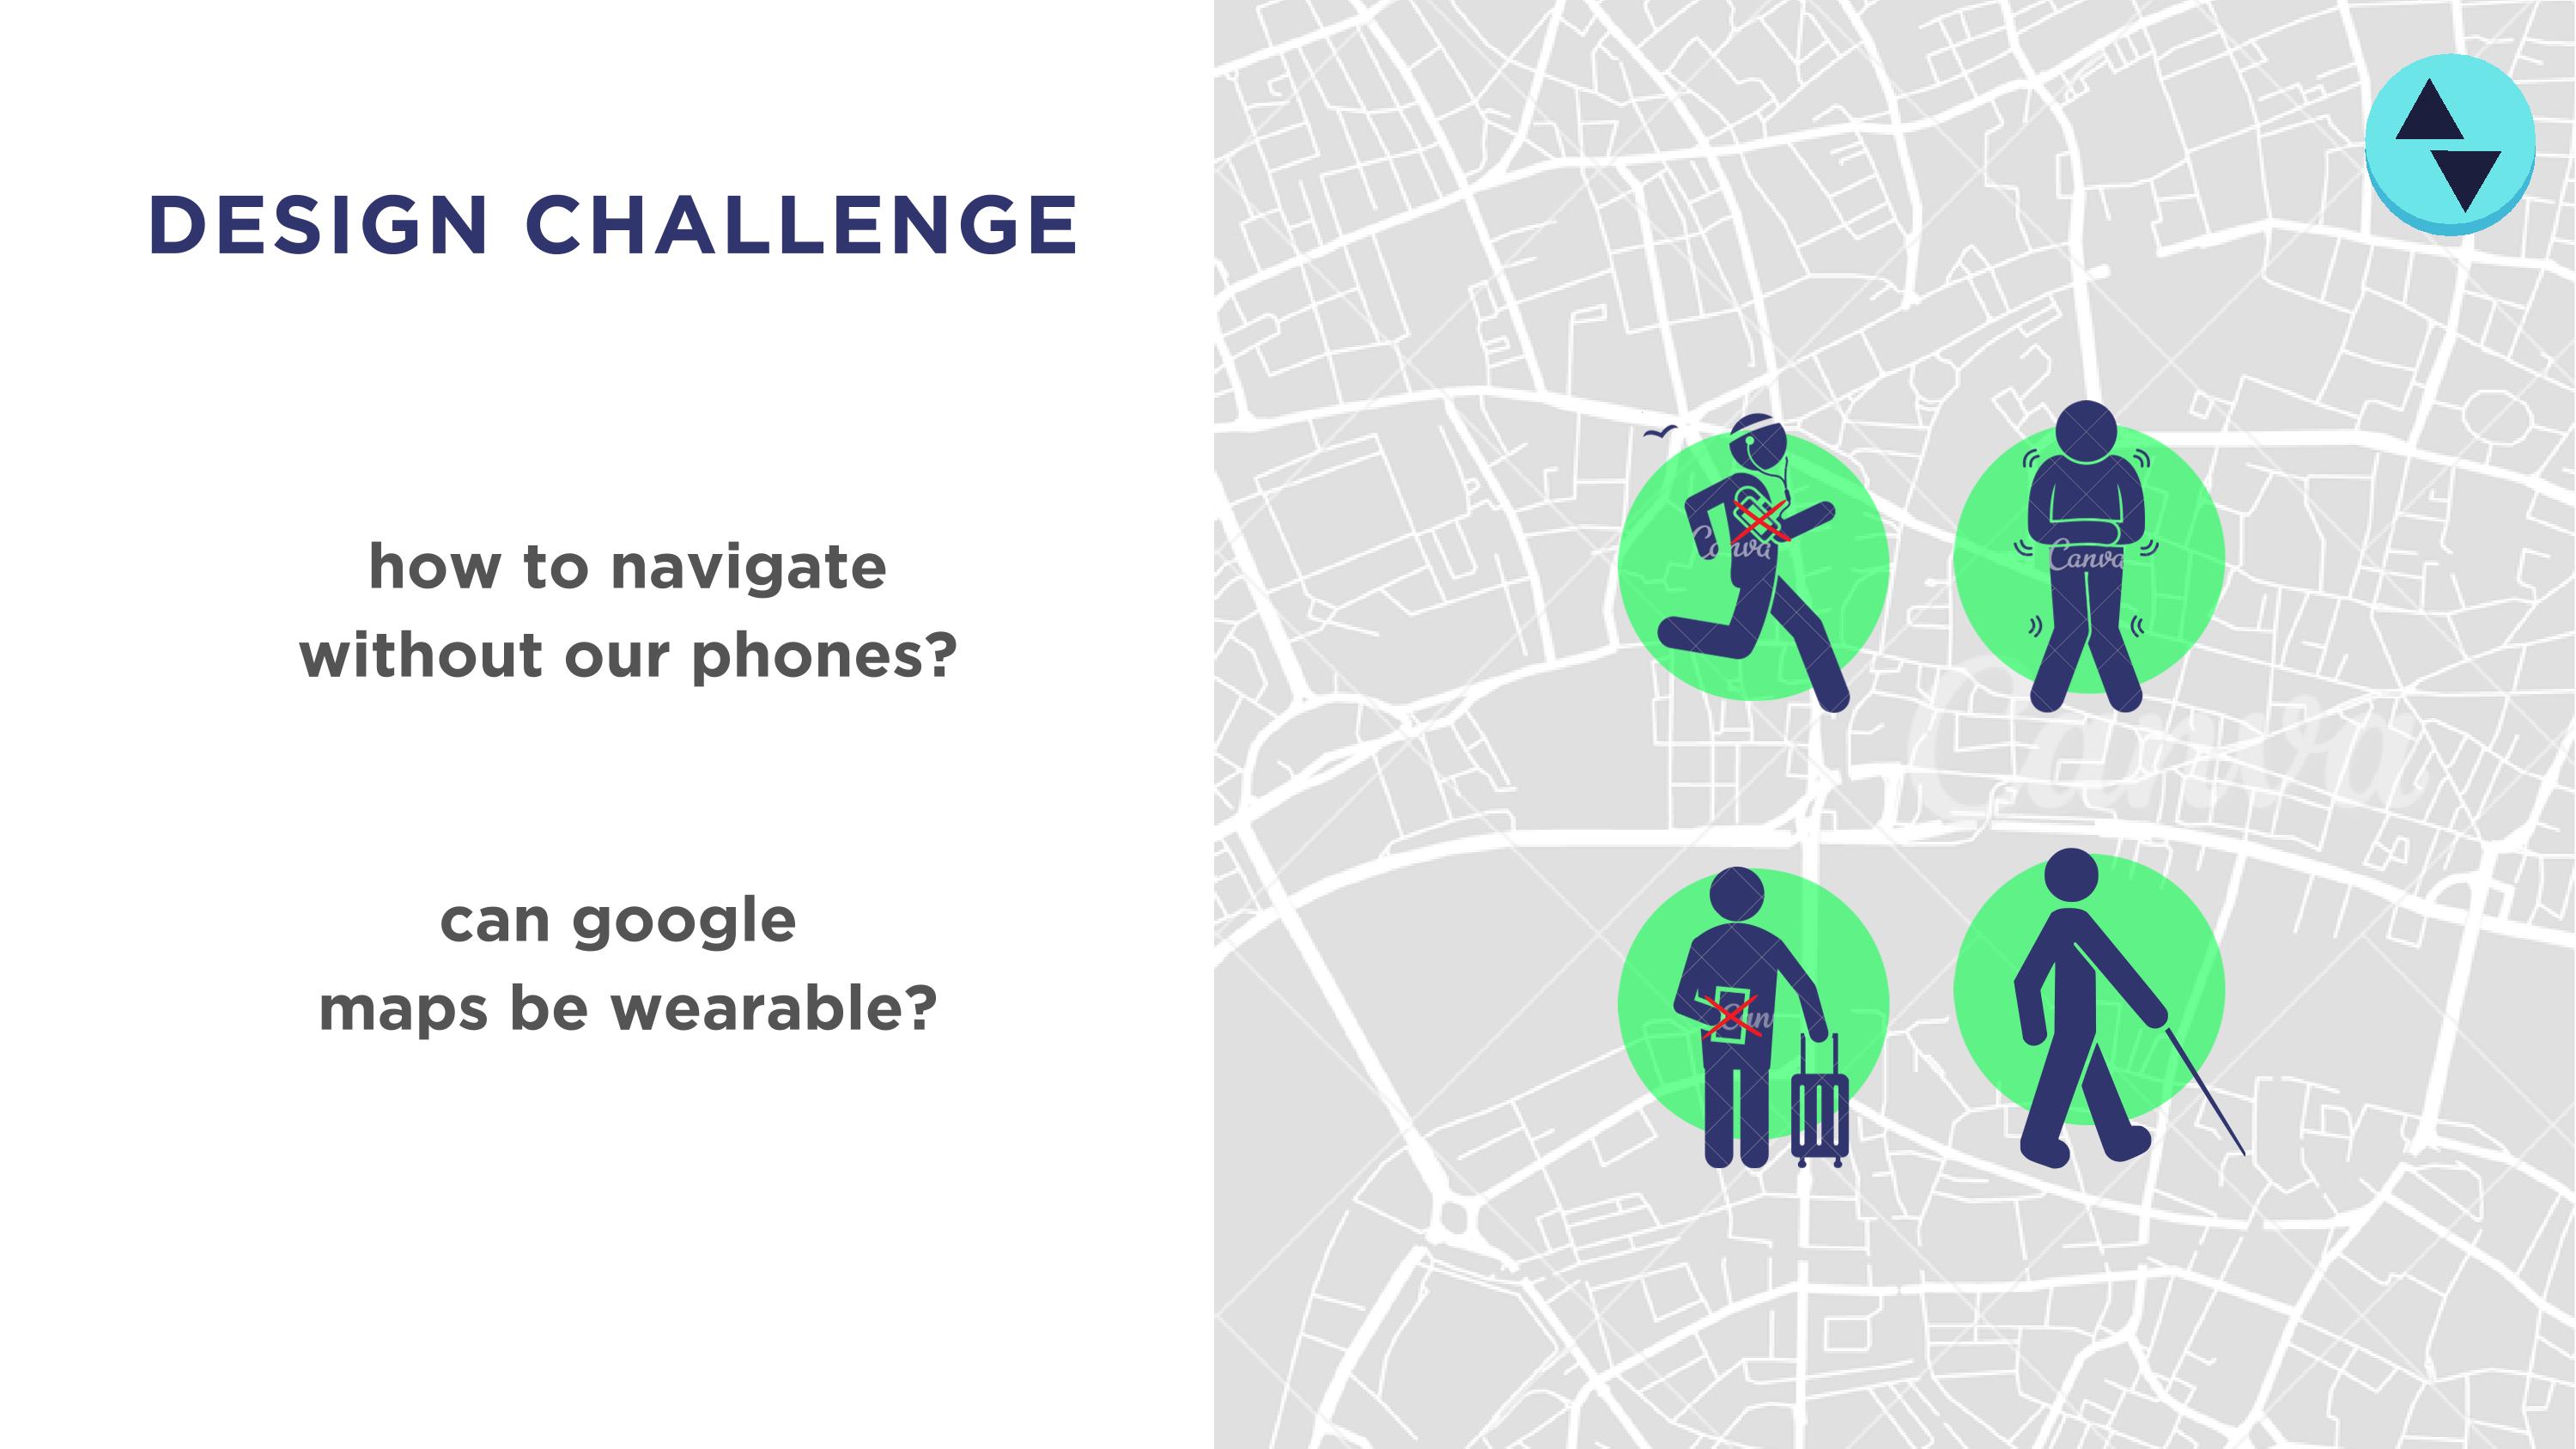 DESIGN CHALLENGE
how to navigate
without our phones?
can google
maps be wearable?
Canva
Canva
Canva
Can